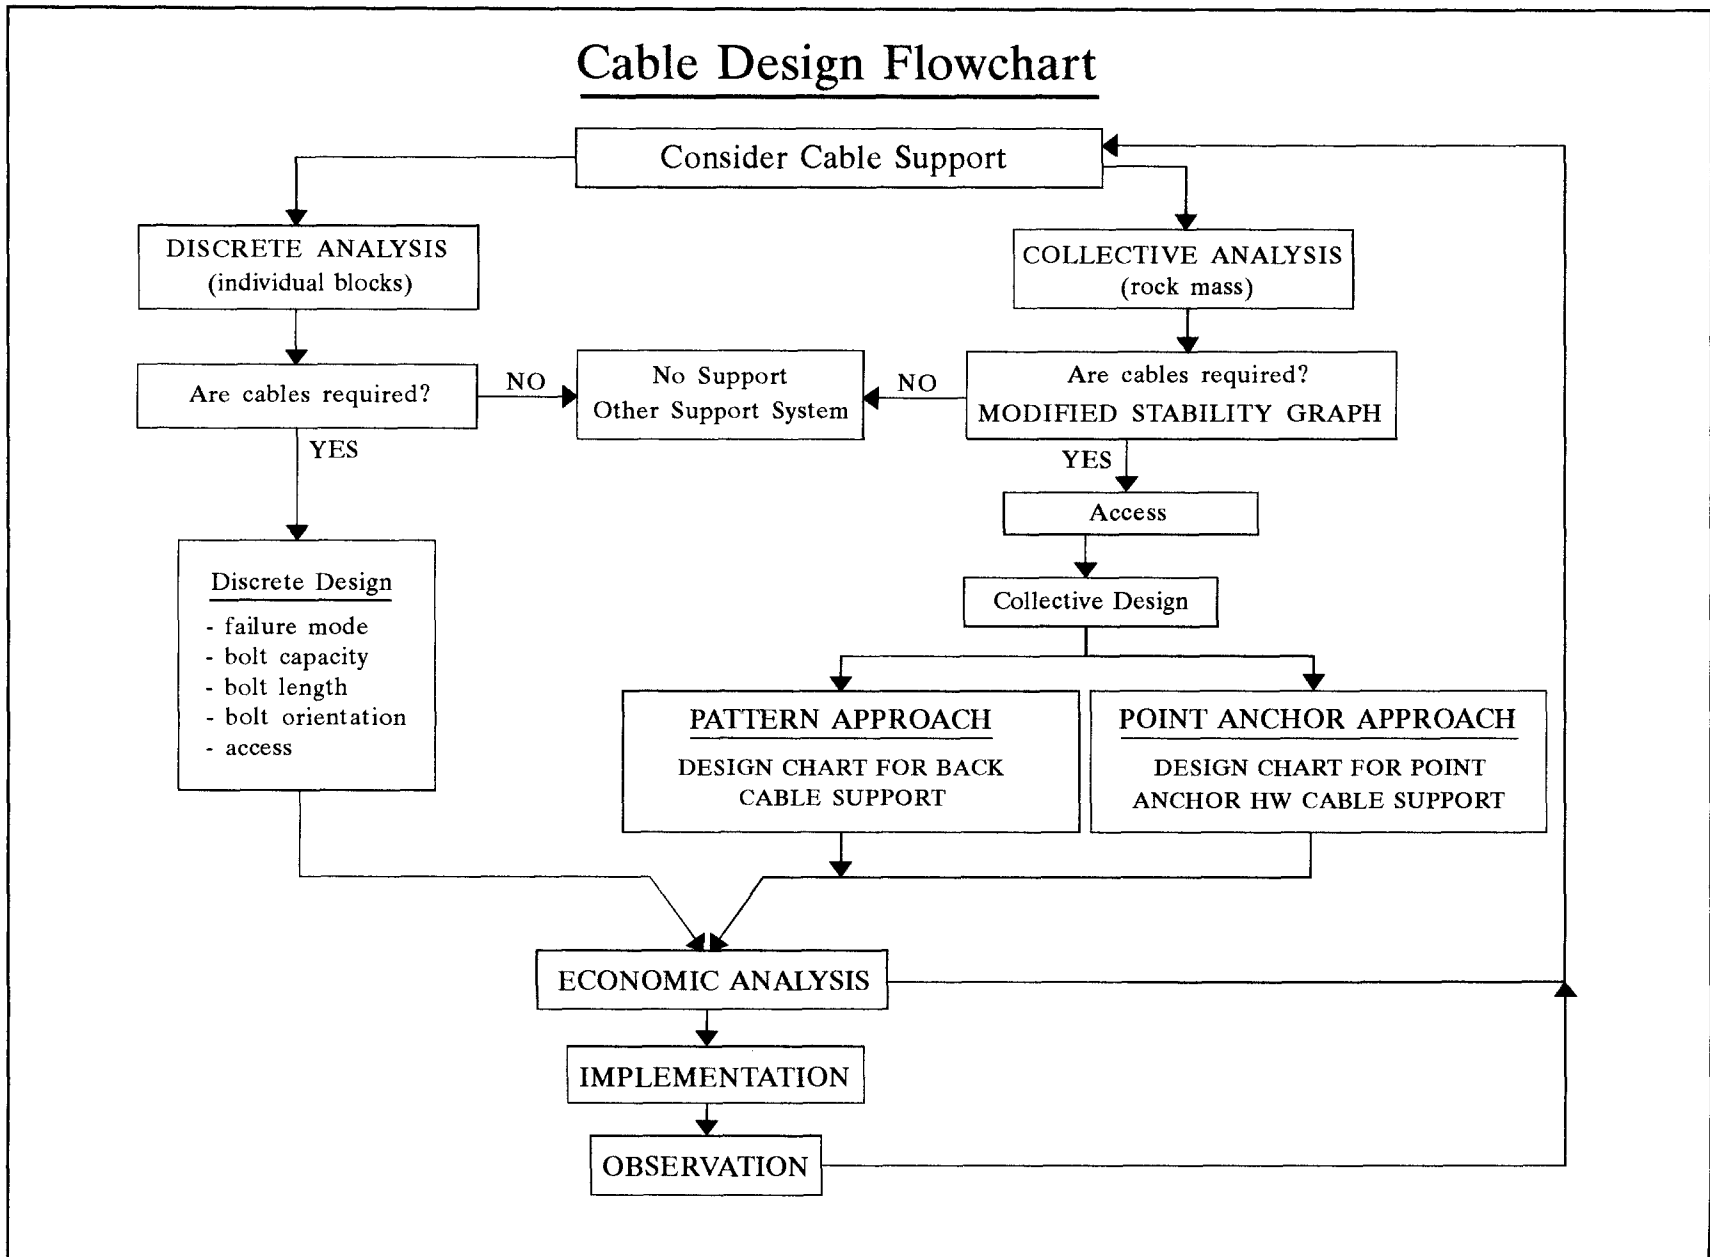 Cable Design Flowchart
Consider Cable Support
DISCRETE ANALYSIS
(individual blocks)
COLLECTIVE ANALYSIS
(rock mass)
Are cables required?
NO
No Support
Other Support System
NO
Are cables required?
MODIFIED STABILITY GRAPH
YES
YES
Access
Discrete Design
- failure mode
- bolt capacity
- bolt length
- bolt orientation
- access
Collective Design
PATTERN APPROACH
DESIGN CHART FOR BACK
CABLE SUPPORT
POINT ANCHOR APPROACH
DESIGN CHART FOR POINT
ANCHOR HW CABLE SUPPORT
ECONOMIC ANALYSIS
IMPLEMENTATION
OBSERVATION